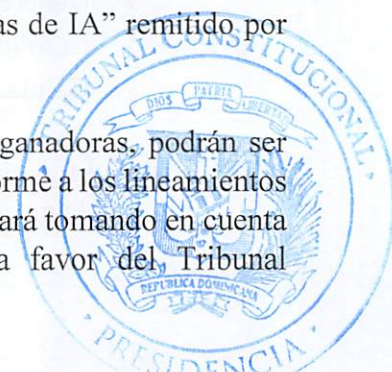 as de IA” remitido por
ganadoras, podrán ser
orme a los lineamientos
ará tomando en cuenta
a favor del Tribunal
TRIBUNAL CONSTITUCIONAL
DIOS PATRIA LIBERTAD
REPUBLICA DOMINICANA
PRESIDENCIA